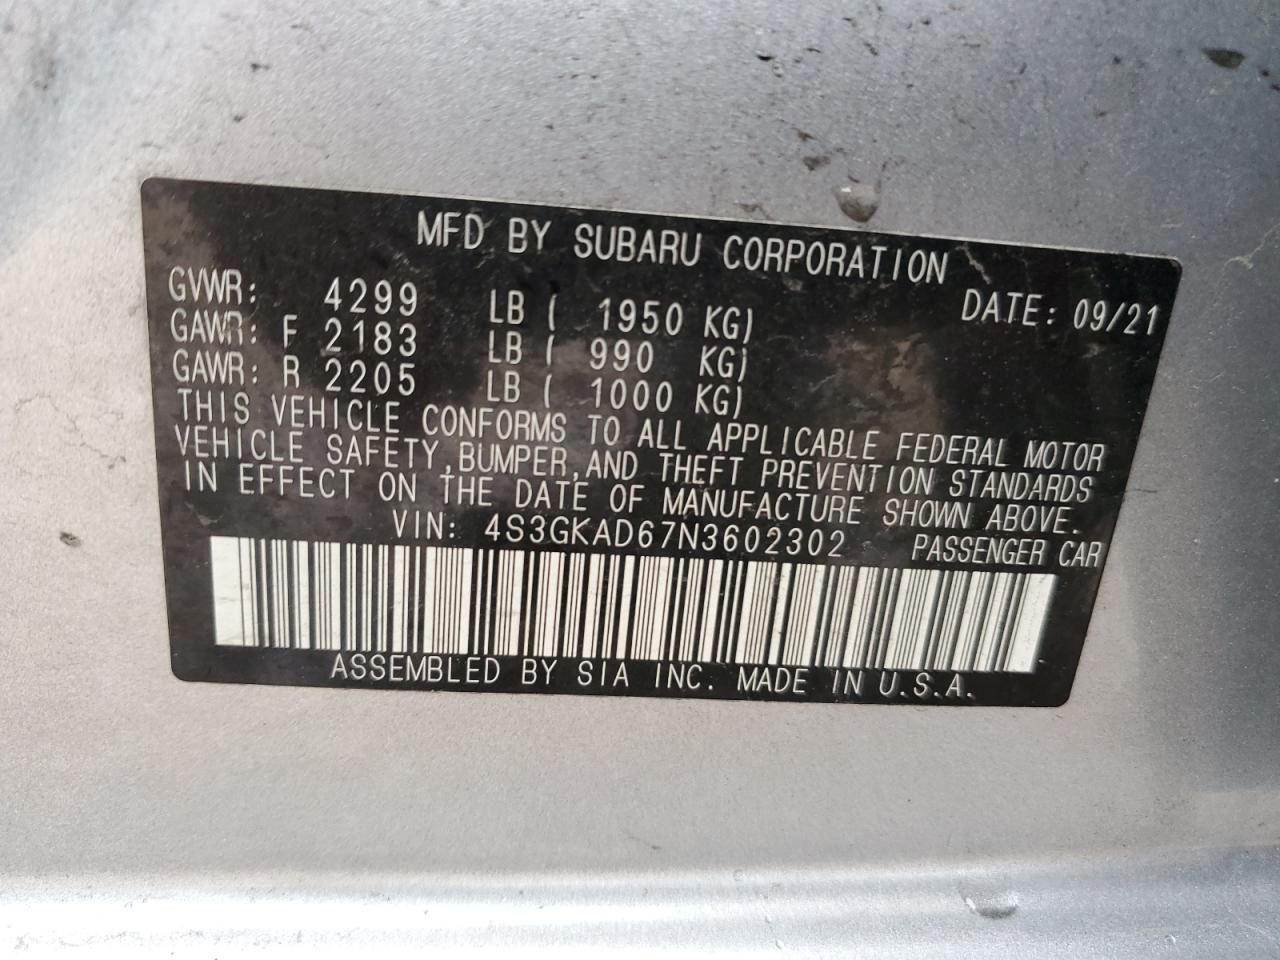 MFD BY SUBARU CORPORATION
DATE: 09/21
GVWR: 4299 LB ( 1950 KG)
GAWR: F 2183 LB ( 990 KG)
GAWR: R 2205 LB ( 1000 KG)
THIS VEHICLE CONFORMS TO ALL APPLICABLE FEDERAL MOTOR
VEHICLE SAFETY,BUMPER,AND THEFT PREVENTION STANDARDS
IN EFFECT ON THE DATE OF MANUFACTURE SHOWN ABOVE.
VIN: 4S3GKAD67N3602302 PASSENGER CAR
ASSEMBLED BY SIA INC. MADE IN U.S.A.